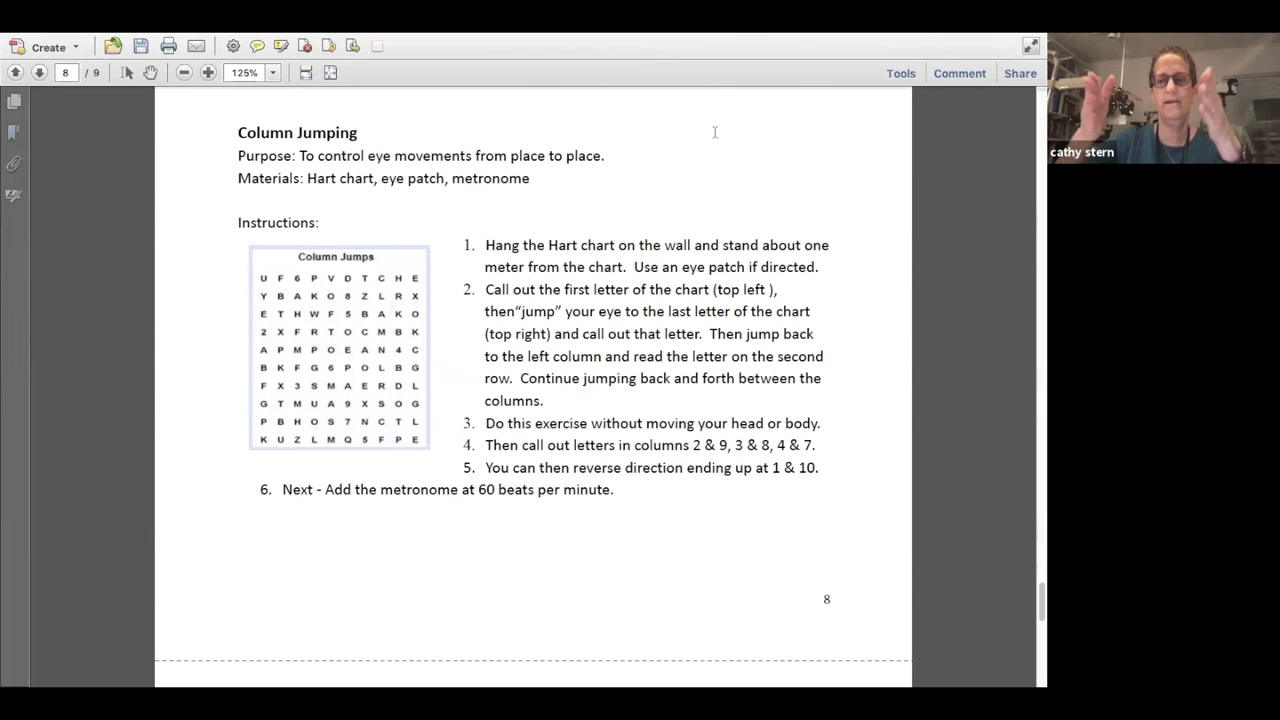 Create
8 / 9
125%
Tools
Comment
Share
cathy stern
Column Jumping
Purpose: To control eye movements from place to place.
Materials: Hart chart, eye patch, metronome
Instructions:
Column Jumps
U F 6 P V D T C H E
Y B A K O 8 Z L R X
E T H W F 5 B A K O
2 X F R T O C M B K
A P M P O E A N 4 C
B K F G 6 P O L B G
F X 3 S M A E R D L
G T M U A 9 X S O G
P B H O S 7 N C T L
K U Z L M Q 5 F P E
1. Hang the Hart chart on the wall and stand about one
meter from the chart. Use an eye patch if directed.
2. Call out the first letter of the chart (top left ),
then“jump” your eye to the last letter of the chart
(top right) and call out that letter. Then jump back
to the left column and read the letter on the second
row. Continue jumping back and forth between the
columns.
3. Do this exercise without moving your head or body.
4. Then call out letters in columns 2 & 9, 3 & 8, 4 & 7.
5. You can then reverse direction ending up at 1 & 10.
6. Next - Add the metronome at 60 beats per minute.
8